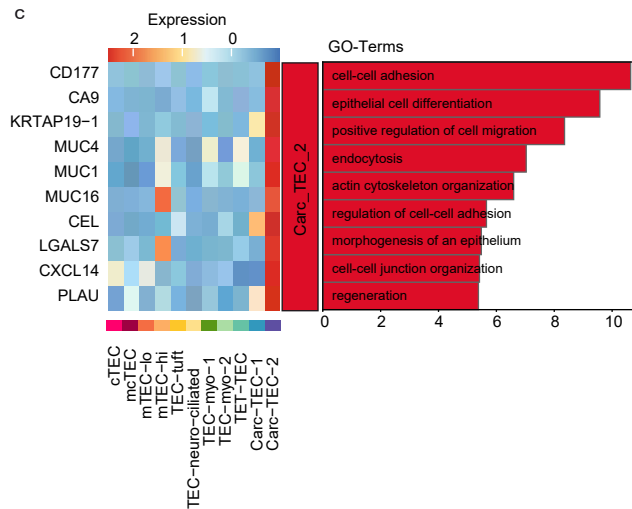 C
Expression
2 1 0
GO-Terms
CD177
CA9
KRTAP19−1
MUC4
MUC1
MUC16
CEL
LGALS7
CXCL14
PLAU
Carc_TEC_2
cell-cell adhesion
epithelial cell differentiation
positive regulation of cell migration
endocytosis
actin cytoskeleton organization
regulation of cell-cell adhesion
morphogenesis of an epithelium
cell-cell junction organization
regeneration
0 2 4 6 8 10
cTEC
mcTEC
mTEC−lo
mTEC−hi
TEC−tuft
TEC−neuro−ciliated
TEC−myo−1
TEC−myo−2
TET−TEC
Carc−TEC−1
Carc−TEC−2